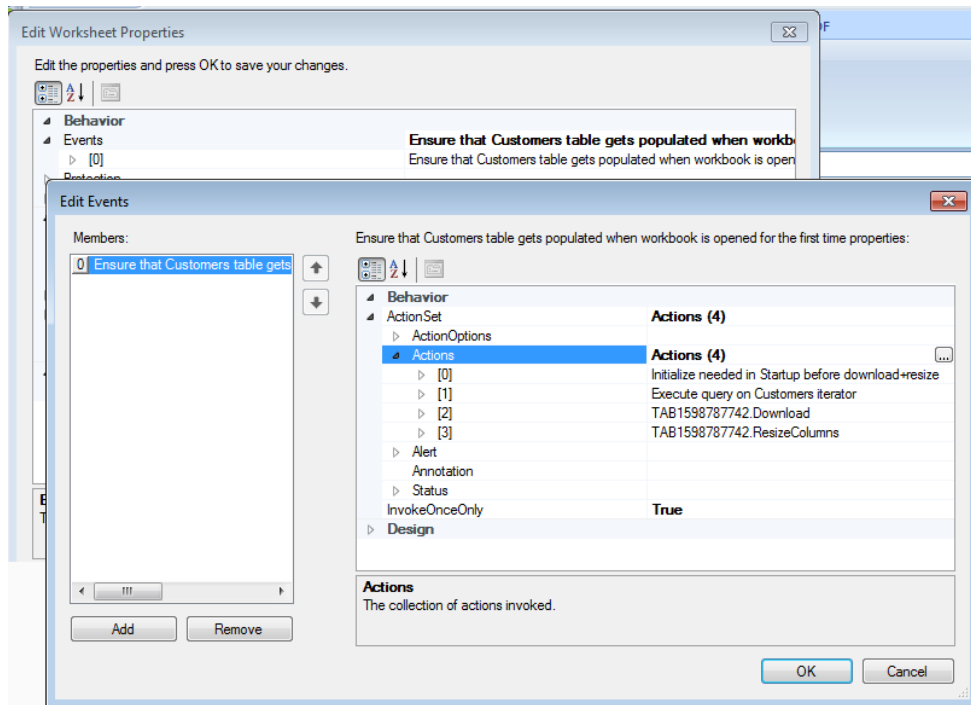 DF
Edit Worksheet Properties
Edit the properties and press OK to save your changes.
Behavior
Events Ensure that Customers table gets populated when workb
[0] Ensure that Customers table gets populated when workbook is open
Protection
Edit Events
Members:
0 Ensure that Customers table gets
Ensure that Customers table gets populated when workbook is opened for the first time properties:
Behavior
ActionSet Actions (4)
ActionOptions
Actions Actions (4) ...
[0] Initialize needed in Startup before download+resize
[1] Execute query on Customers iterator
[2] TAB1598787742.Download
[3] TAB1598787742.ResizeColumns
Alert
Annotation
Status
InvokeOnceOnly True
Design
Actions
The collection of actions invoked.
Add Remove
OK Cancel